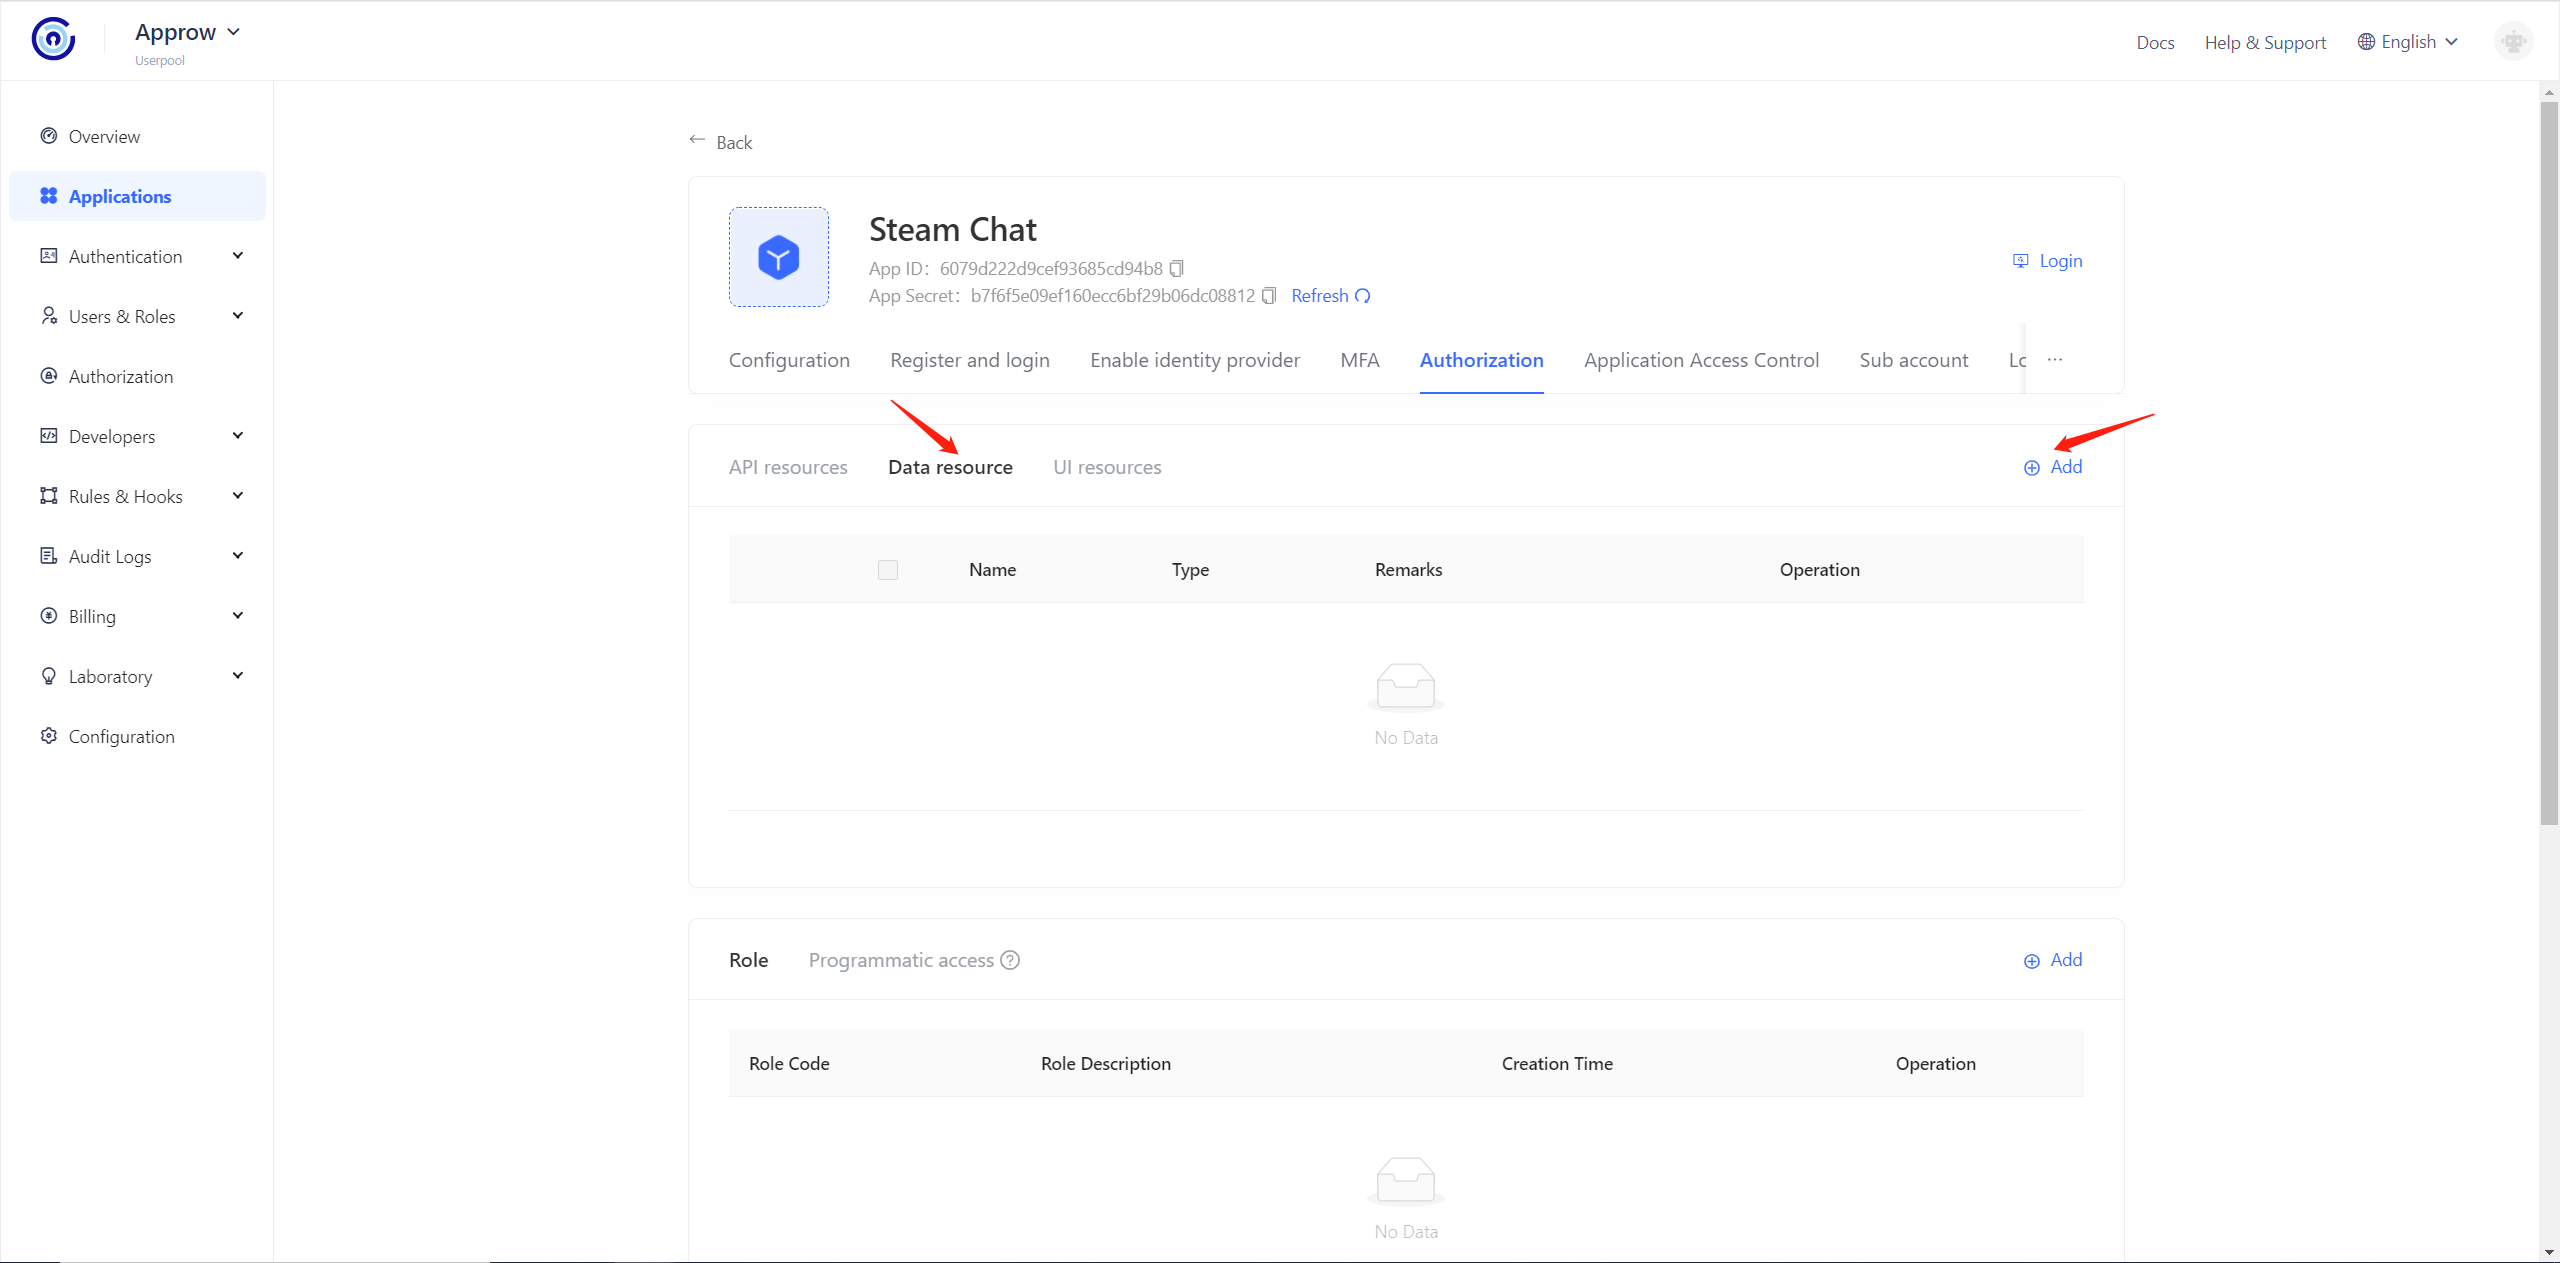 Approw
Userpool
Docs
Help & Support
English
Overview
Applications
Authentication
Users & Roles
Authorization
Developers
Rules & Hooks
Audit Logs
Billing
Laboratory
Configuration
Back
Steam Chat
App ID: 6079d222d9cef93685cd94b8
App Secret: b7f6f5e09ef160ecc6bf29b06dc08812 Refresh
Login
Configuration Register and login Enable identity provider MFA Authorization Application Access Control Sub account Lo ···
API resources Data resource UI resources Add
Name Type Remarks Operation
No Data
Role Programmatic access Add
Role Code Role Description Creation Time Operation
No Data